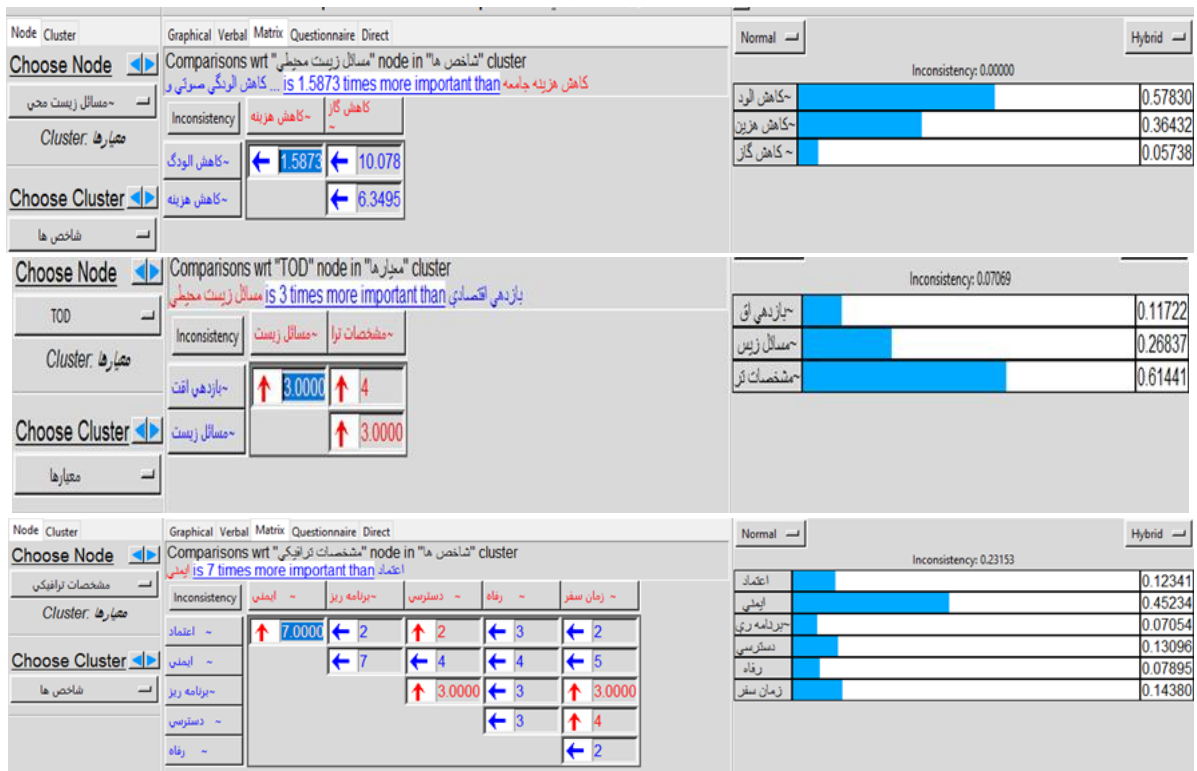 Node Cluster
Graphical Verbal Matrix Questionnaire Direct
Normal
Hybrid
Choose Node
Comparisons wrt "مسائل زیست محیطی" node in "شاخص ها" cluster
کاهش هزینه جامعه is 1.5873 times more important than ... کاهش الودگی صوتی و
Inconsistency: 0.00000
~مسائل زیست محی
Cluster: معیارها
Inconsistency
~کاهش هزینه
کاهش گاز ~
~کاهش الود 0.57830
~کاهش هزین 0.36432
~ کاهش گاز 0.05738
~کاهش الودگ 1.5873 10.078
Choose Cluster
~کاهش هزینه 6.3495
شاخص ها
Choose Node
Comparisons wrt "TOD" node in "معیارها" cluster
بازدهی اقتصادی is 3 times more important than مسائل زیست محیطی
Inconsistency: 0.07069
TOD
Cluster: معیارها
Inconsistency
~مسائل زیست
~مشخصات ترا
~بازدهی اق 0.11722
~مسائل زیس 0.26837
~مشخصات تر 0.61441
~بازدهی اقت 3.0000 4
Choose Cluster
~مسائل زیست 3.0000
معیارها
Node Cluster
Graphical Verbal Matrix Questionnaire Direct
Normal
Hybrid
Choose Node
Comparisons wrt "مشخصات ترافیکی" node in "شاخص ها" cluster
اعتماد is 7 times more important than ایمنی
Inconsistency: 0.23153
مشخصات ترافیکی
Cluster: معیارها
Inconsistency
~ ایمنی
~برنامه ریز
~ دسترسی
~ رفاه
~ زمان سفر
اعتماد 0.12341
ایمنی 0.45234
~برنامه ری 0.07054
دسترسی 0.13096
رفاه 0.07895
زمان سفر 0.14380
~ اعتماد 7.0000 2 2 3 2
Choose Cluster
~ ایمنی 7 4 4 5
شاخص ها
~برنامه ریز 3.0000 3 3.0000
~ دسترسی 3 4
~ رفاه 2